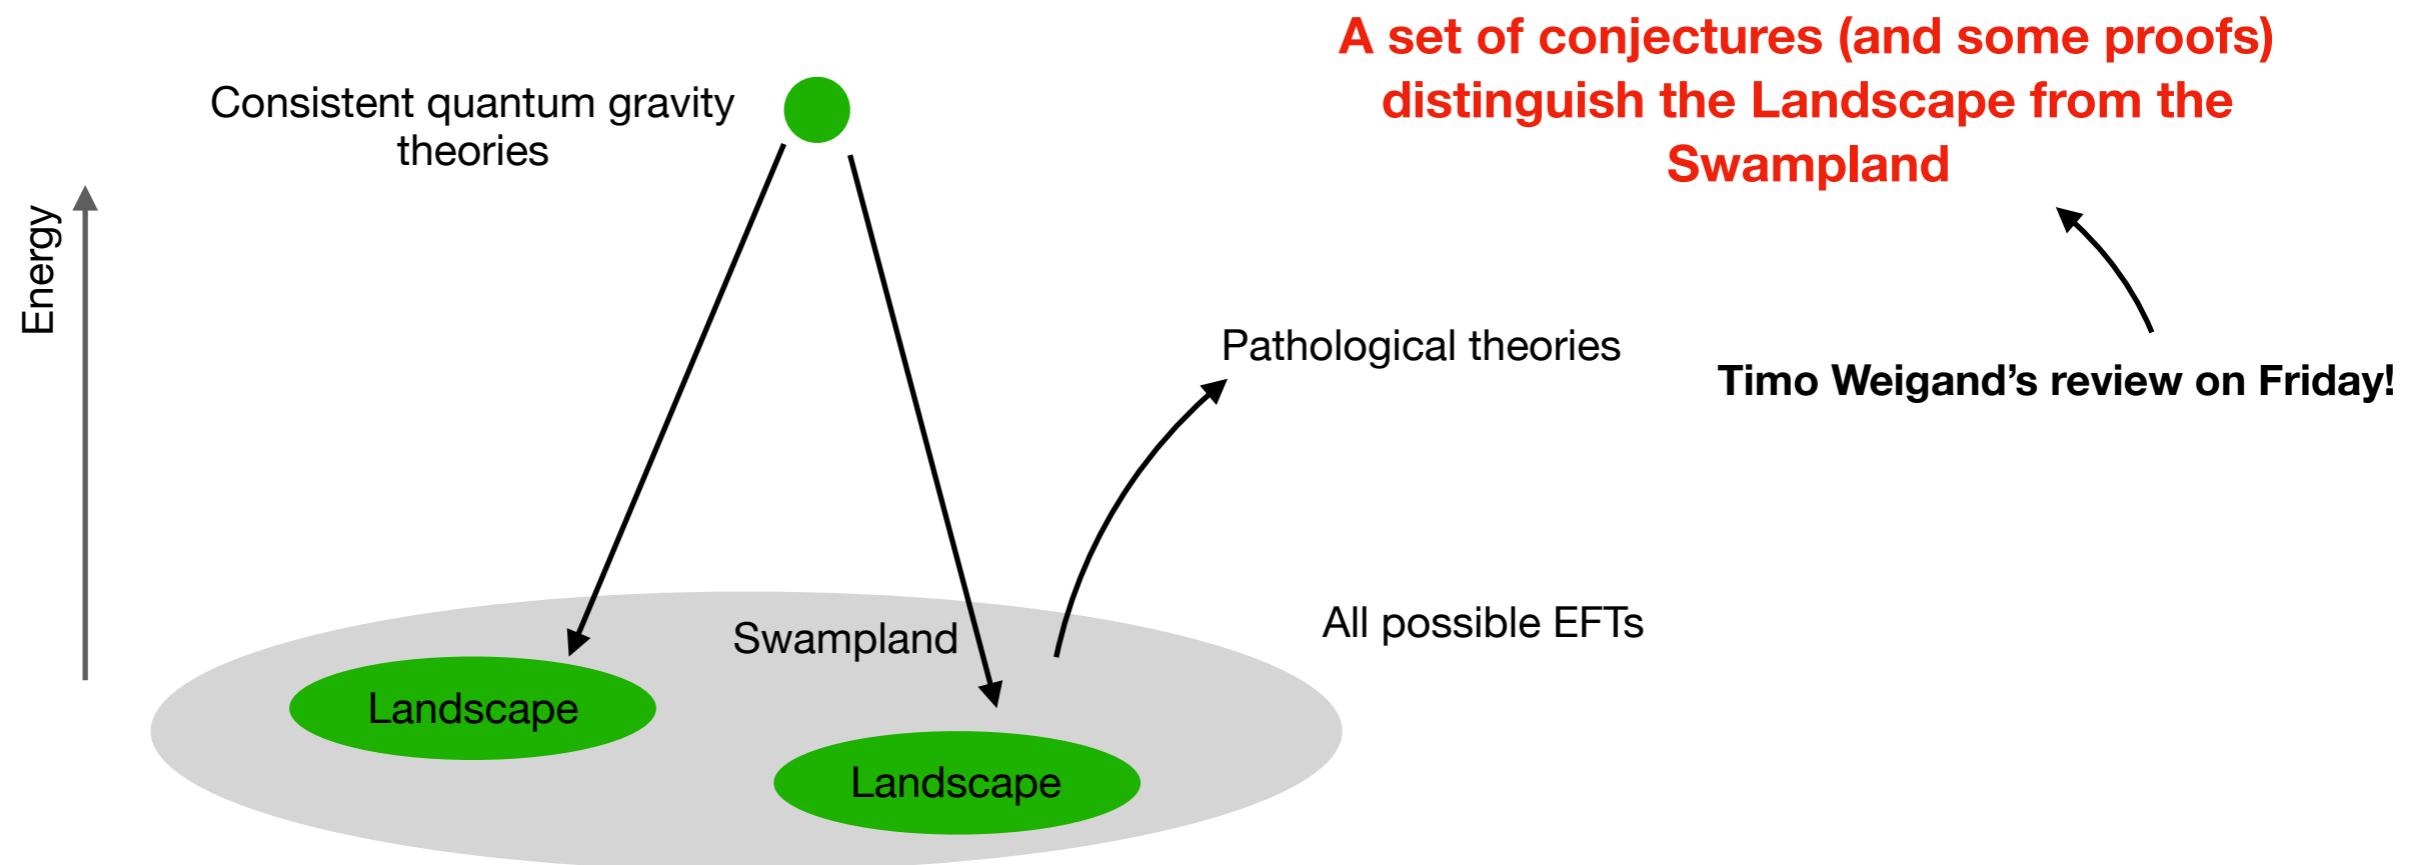 A set of conjectures (and some proofs)
distinguish the Landscape from the
Swampland
Consistent quantum gravity
theories
Energy
Pathological theories
Timo Weigand’s review on Friday!
All possible EFTs
Swampland
Landscape
Landscape